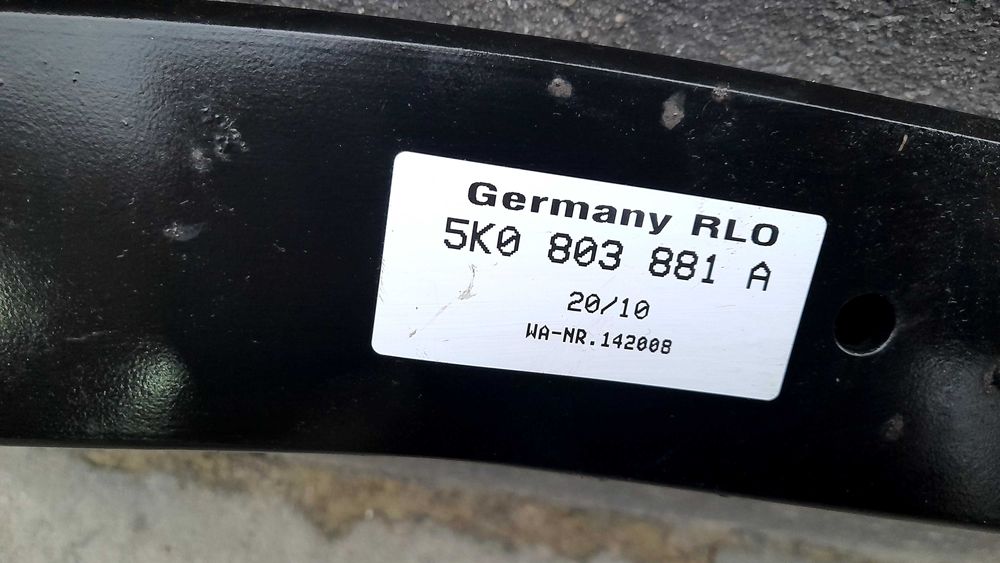 Germany RLO
5K0 803 881 A
20/10
WA-NR.142008